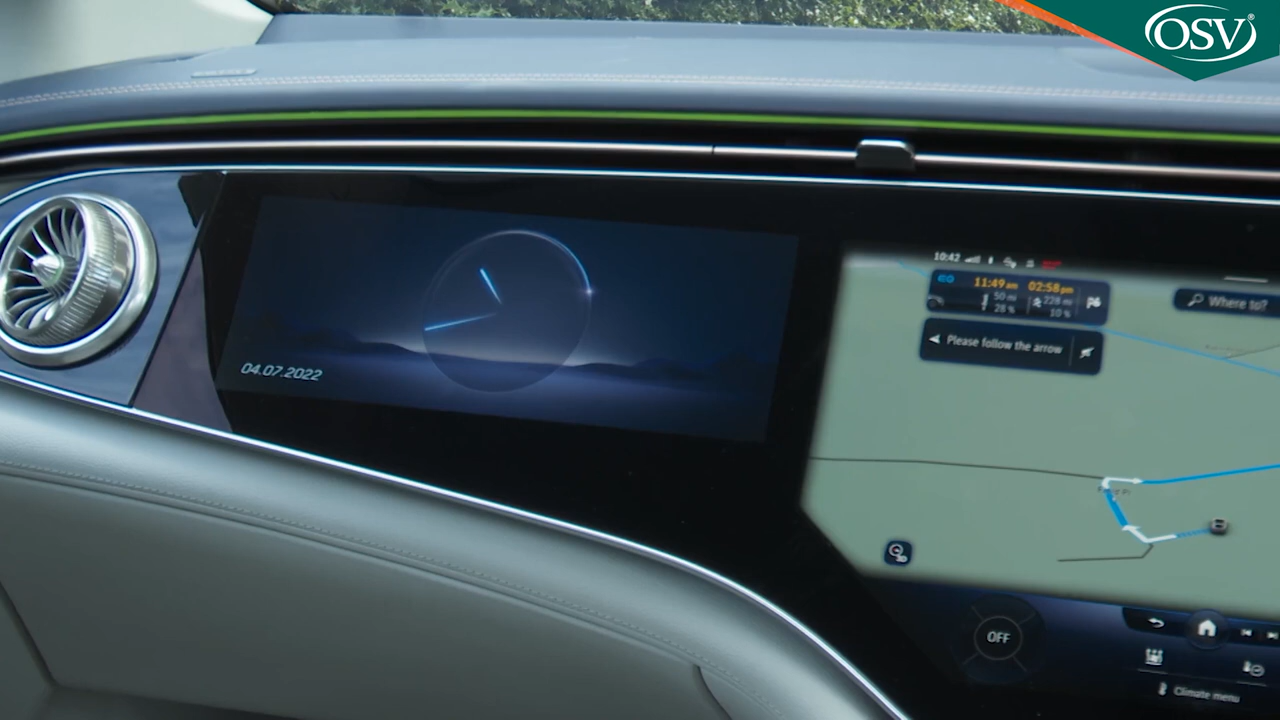 OSV®
10:42
11:49 am 02:58 pm
50 mi 228 mi
28 % 10 %
Where to?
Please follow the arrow
04.07.2022
OFF
Climate menu